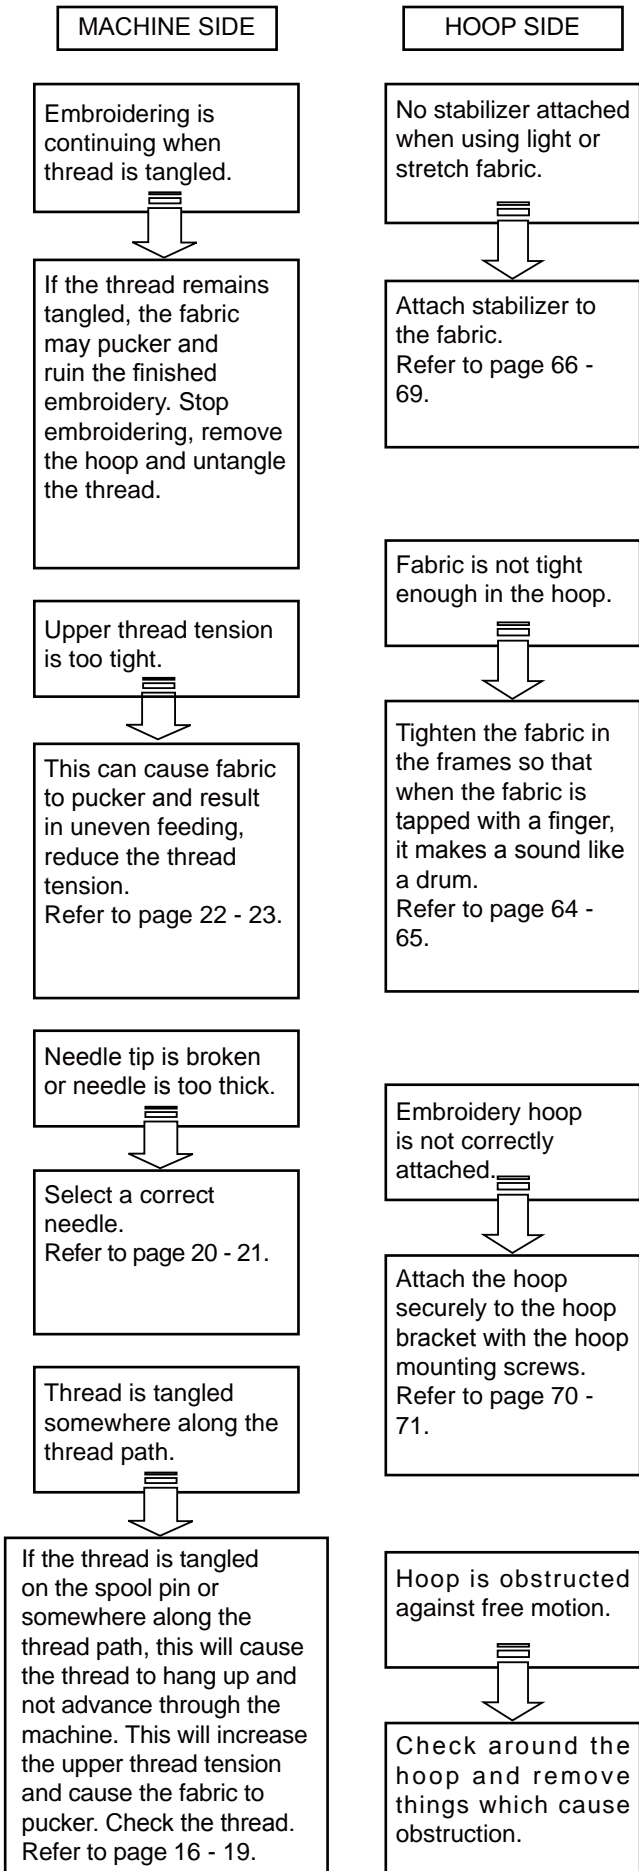 MACHINE SIDE
Embroidering is
continuing when
thread is tangled.
If the thread remains
tangled, the fabric
may pucker and
ruin the finished
embroidery. Stop
embroidering, remove
the hoop and untangle
the thread.
Upper thread tension
is too tight.
This can cause fabric
to pucker and result
in uneven feeding,
reduce the thread
tension.
Refer to page 22 - 23.
Needle tip is broken
or needle is too thick.
Select a correct
needle.
Refer to page 20 - 21.
Thread is tangled
somewhere along the
thread path.
If the thread is tangled
on the spool pin or
somewhere along the
thread path, this will cause
the thread to hang up and
not advance through the
machine. This will increase
the upper thread tension
and cause the fabric to
pucker. Check the thread.
Refer to page 16 - 19.
HOOP SIDE
No stabilizer attached
when using light or
stretch fabric.
Attach stabilizer to
the fabric.
Refer to page 66 -
69.
Fabric is not tight
enough in the hoop.
Tighten the fabric in
the frames so that
when the fabric is
tapped with a finger,
it makes a sound like
a drum.
Refer to page 64 -
65.
Embroidery hoop
is not correctly
attached.
Attach the hoop
securely to the hoop
bracket with the hoop
mounting screws.
Refer to page 70 -
71.
Hoop is obstructed
against free motion.
Check around the
hoop and remove
things which cause
obstruction.